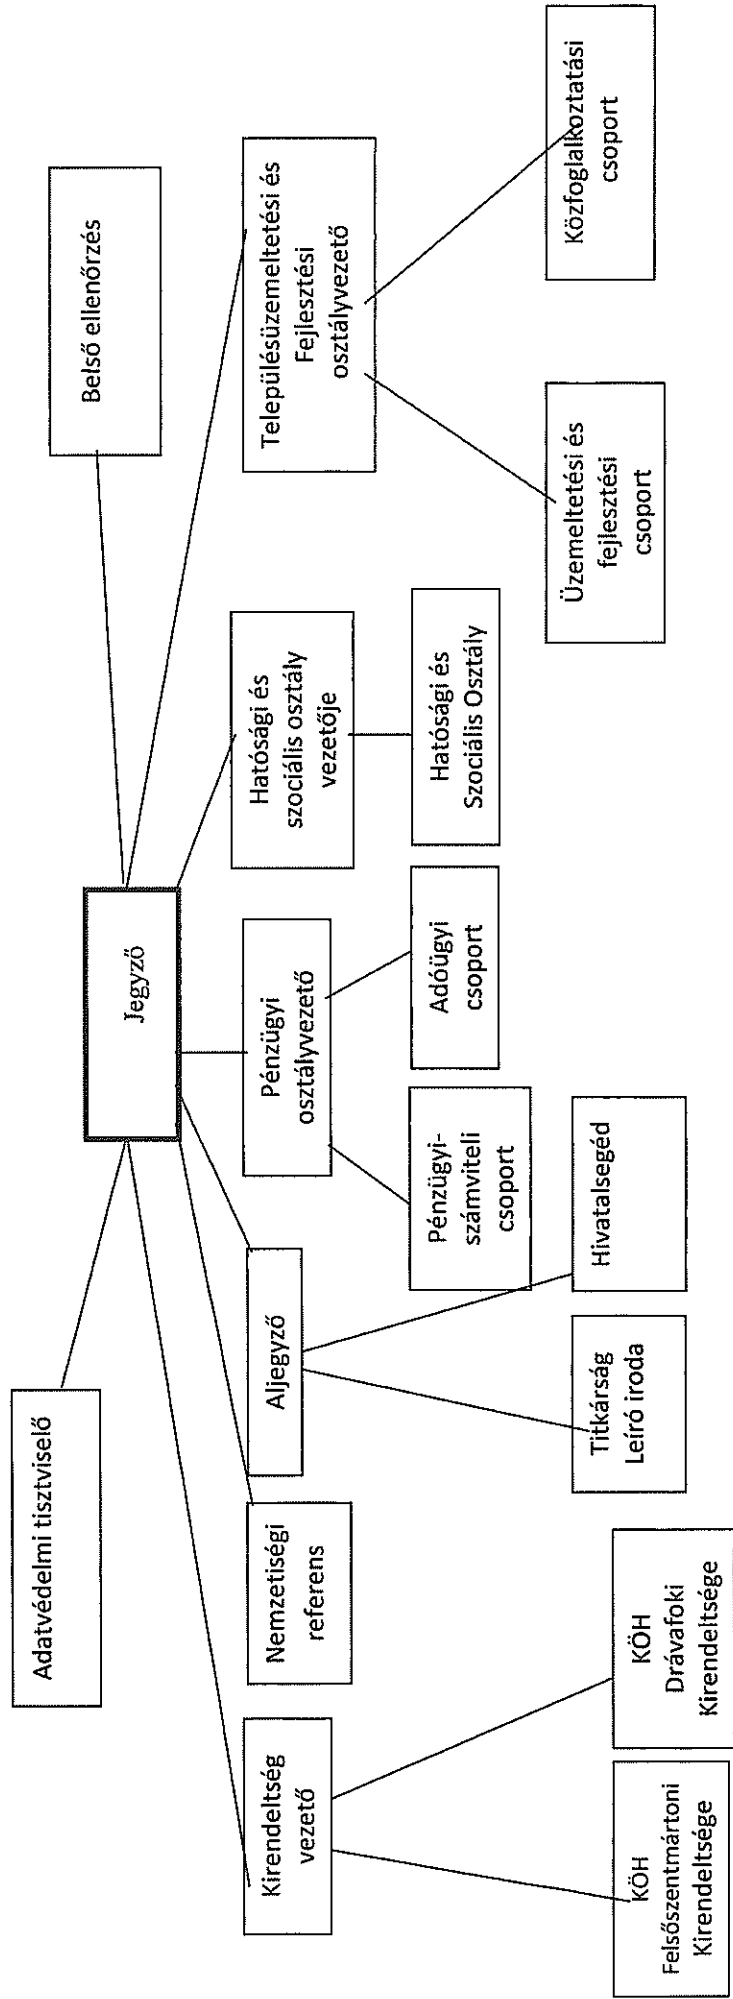 Adatvédelmi tisztviselő
Jegyző
Belső ellenőrzés
Kirendeltség
vezető
Nemzetiségi
referens
Aljegyző
Pénzügyi
osztályvezető
Hatósági és
szociális osztály
vezetője
Településüzemeltetési és
Fejlesztési
osztályvezető
Pénzügyi-
számviteli
csoport
Adóügyi
csoport
Hatósági és
Szociális Osztály
KÖH
Felsőszentmártoni
Kirendeltsége
KÖH
Drávafoki
Kirendeltsége
Titkárság
Leíró iroda
Hivatalsegéd
Üzemeltetési és
fejlesztési
csoport
Közfoglalkoztatási
csoport